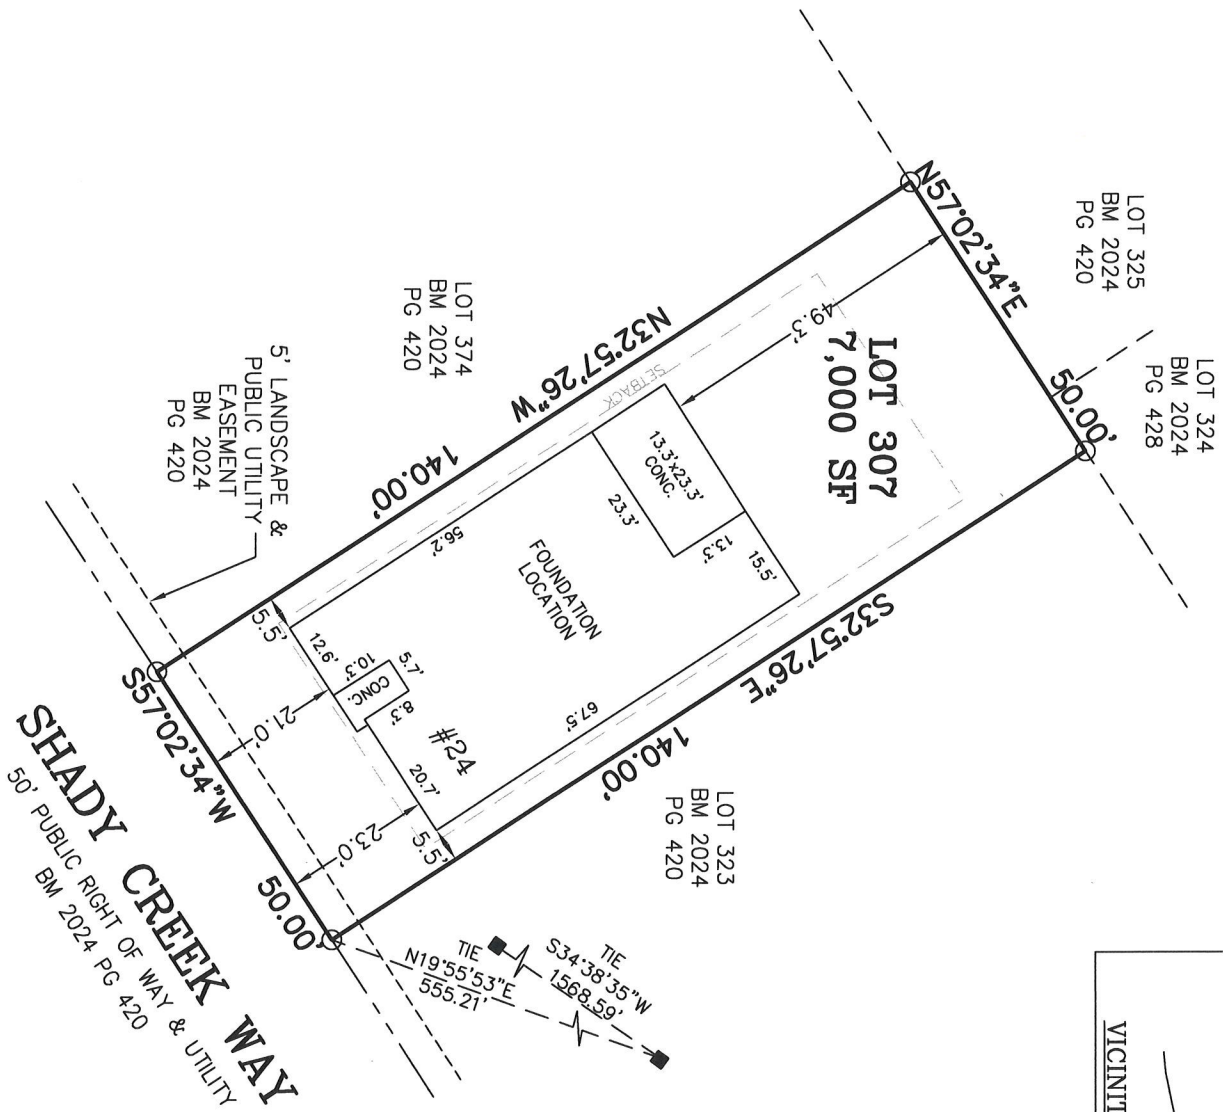 LOT 325
BM 2024
PG 420
LOT 324
BM 2024
PG 428
N57°02'34"E
50.00'
LOT 307
7,000 SF
49.3'
LOT 374
BM 2024
PG 420
N32°57'26"W
140.00'
SETBACK
13.3'x23.3'
CONC.
23.3'
13.3'
15.5'
56.2'
FOUNDATION
LOCATION
S32°57'26"E
140.00'
67.5'
5' LANDSCAPE &
PUBLIC UTILITY
EASEMENT
BM 2024
PG 420
5.5'
12.6'
10.3'
5.7'
CONC.
8.3'
#24
20.7'
5.5'
21.0'
23.0'
S57°02'34"W
50.00'
LOT 323
BM 2024
PG 420
TIE
S34°38'35"W
1568.59'
TIE
N19°55'53"E
555.21'
SHADY CREEK WAY
50' PUBLIC RIGHT OF WAY & UTILITY
BM 2024 PG 420
VICINIT